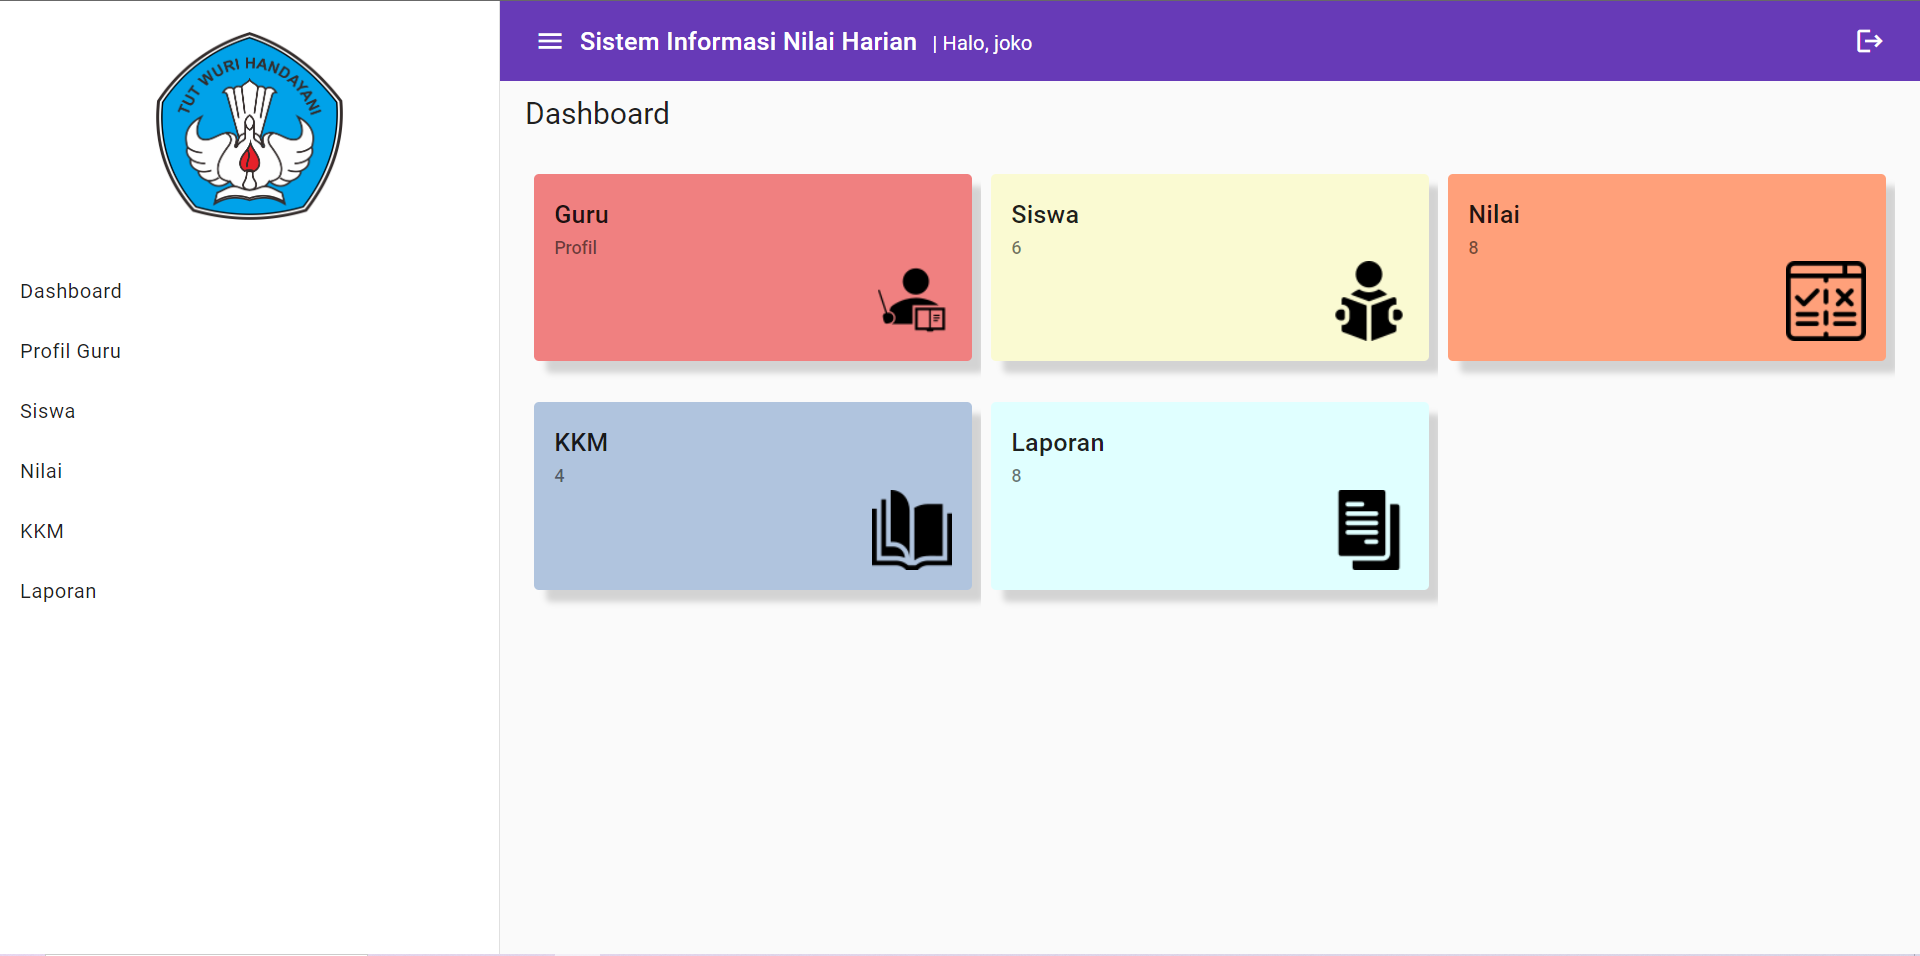 TUT WURI HANDAYANI
Dashboard
Profil Guru
Siswa
Nilai
KKM
Laporan
Sistem Informasi Nilai Harian | Halo, joko
Dashboard
Guru
Profil
Siswa
6
Nilai
8
KKM
4
Laporan
8